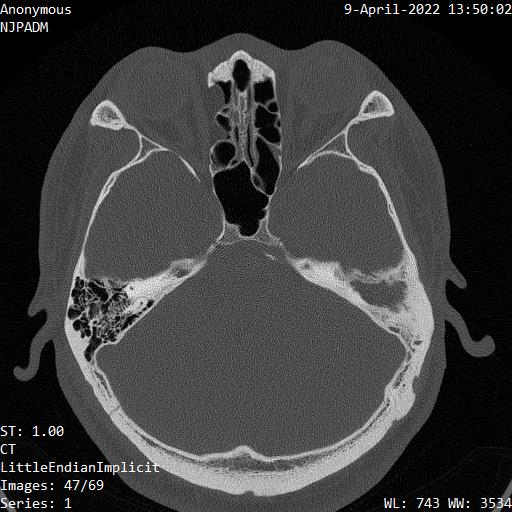 Anonymous
NJPADM
9-April-2022 13:50:02
ST: 1.00
CT
LittleEndianImplicit
Images: 47/69
Series: 1
WL: 743 WW: 3534